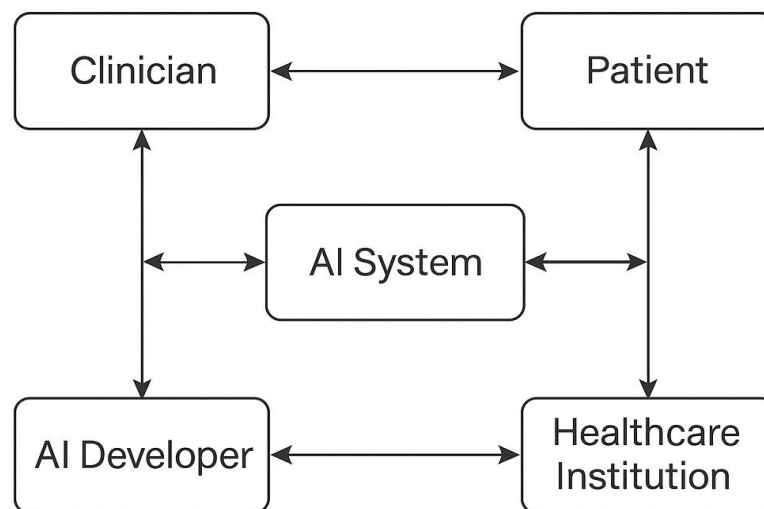 Clinician
Patient
AI System
AI Developer
Healthcare
Institution